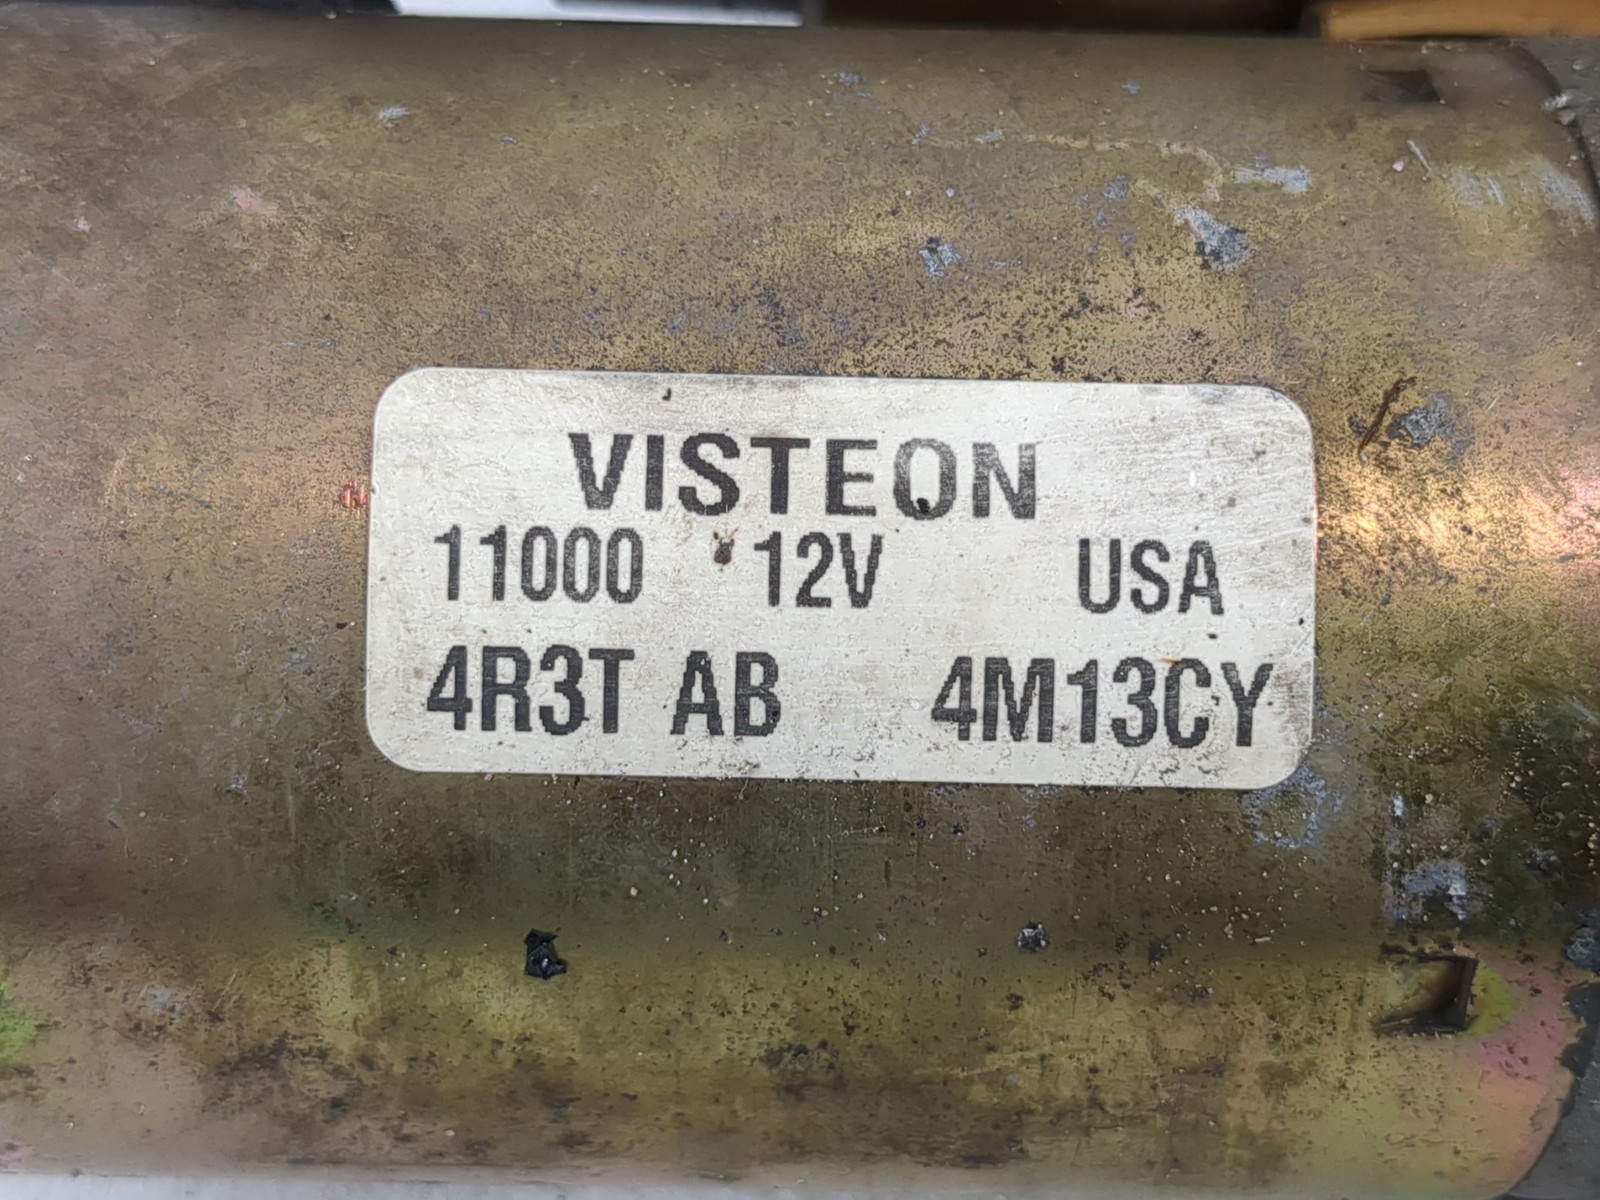 VISTEON
11000 12V USA
4R3T AB 4M13CY